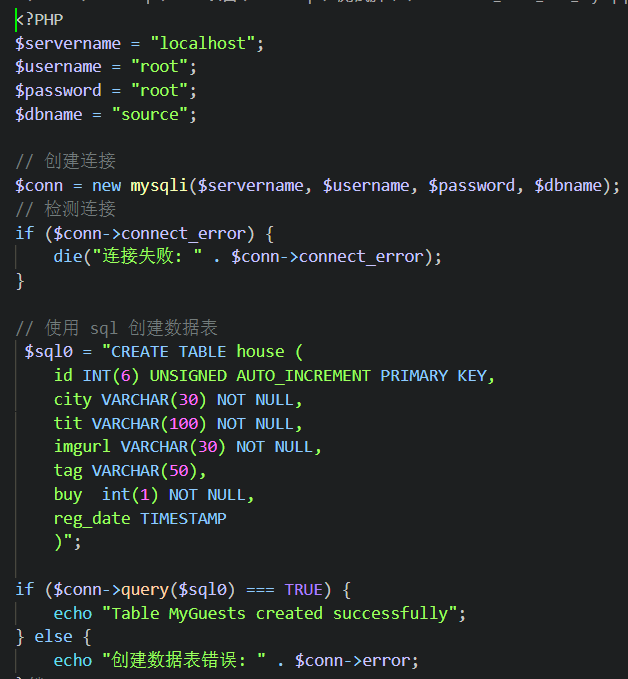 <?PHP
$servername = "localhost";
$username = "root";
$password = "root";
$dbname = "source";
// 创建连接
$conn = new mysqli($servername, $username, $password, $dbname);
// 检测连接
if ($conn->connect_error) {
die("连接失败: " . $conn->connect_error);
}
// 使用 sql 创建数据表
$sql0 = "CREATE TABLE house (
id INT(6) UNSIGNED AUTO_INCREMENT PRIMARY KEY,
city VARCHAR(30) NOT NULL,
tit VARCHAR(100) NOT NULL,
imgurl VARCHAR(30) NOT NULL,
tag VARCHAR(50),
buy  int(1) NOT NULL,
reg_date TIMESTAMP
)";
if ($conn->query($sql0) === TRUE) {
echo "Table MyGuests created successfully";
} else {
echo "创建数据表错误: " . $conn->error;